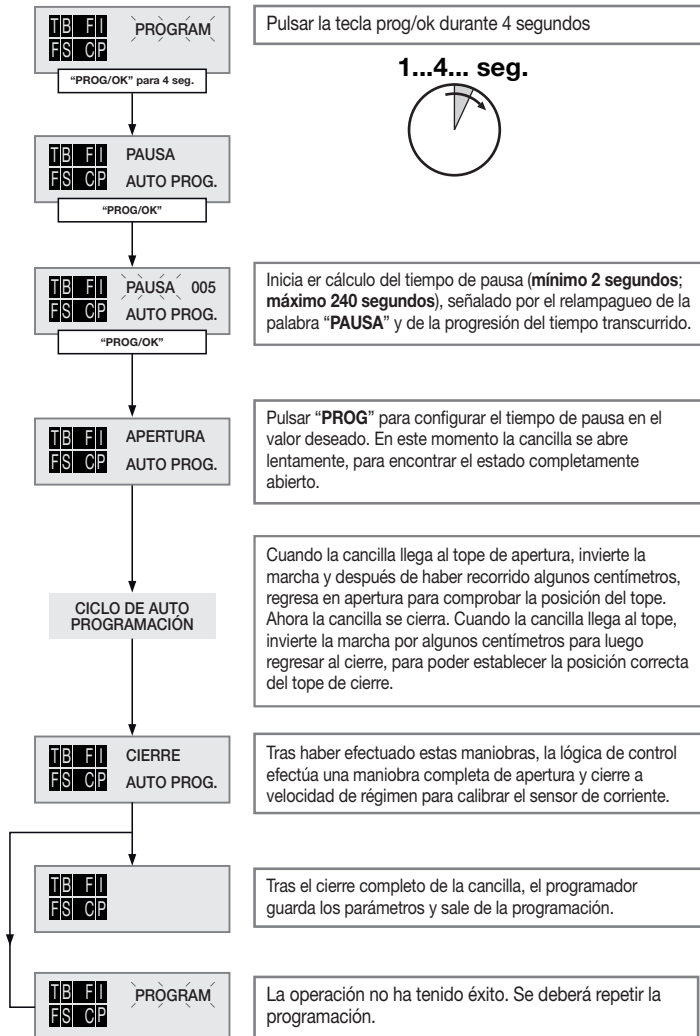 TB FI PROGRAM
FS CP
“PROG/OK” para 4 seg.
Pulsar la tecla prog/ok durante 4 segundos
1...4... seg.
TB FI PAUSA
FS CP AUTO PROG.
“PROG/OK”
TB FI PAUSA 005
FS CP AUTO PROG.
“PROG/OK”
Inicia er cálculo del tiempo de pausa (mínimo 2 segundos;
máximo 240 segundos), señalado por el relampagueo de la
palabra “PAUSA” y de la progresión del tiempo transcurrido.
TB FI APERTURA
FS CP AUTO PROG.
Pulsar “PROG” para configurar el tiempo de pausa en el
valor deseado. En este momento la cancilla se abre
lentamente, para encontrar el estado completamente
abierto.
CICLO DE AUTO
PROGRAMACIÓN
Cuando la cancilla llega al tope de apertura, invierte la
marcha y después de haber recorrido algunos centímetros,
regresa en apertura para comprobar la posición del tope.
Ahora la cancilla se cierra. Cuando la cancilla llega al tope,
invierte la marcha por algunos centímetros para luego
regresar al cierre, para poder establecer la posición correcta
del tope de cierre.
TB FI CIERRE
FS CP AUTO PROG.
Tras haber efectuado estas maniobras, la lógica de control
efectúa una maniobra completa de apertura y cierre a
velocidad de régimen para calibrar el sensor de corriente.
TB FI
FS CP
Tras el cierre completo de la cancilla, el programador
guarda los parámetros y sale de la programación.
TB FI PROGRAM
FS CP
La operación no ha tenido éxito. Se deberá repetir la
programación.